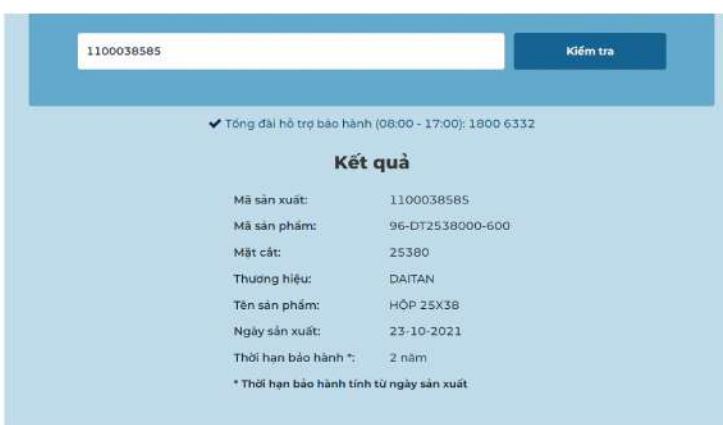 1100038585 Kiểm tra
✔ Tổng đài hỗ trợ bảo hành (08:00 - 17:00): 1800 6332
Kết quả
Mã sản xuất: 1100038585
Mã sản phẩm: 96-DT2538000-600
Mặt cắt: 25380
Thương hiệu: DAITAN
Tên sản phẩm: HỘP 25X38
Ngày sản xuất: 23-10-2021
Thời hạn bảo hành *: 2 năm
* Thời hạn bảo hành tính từ ngày sản xuất